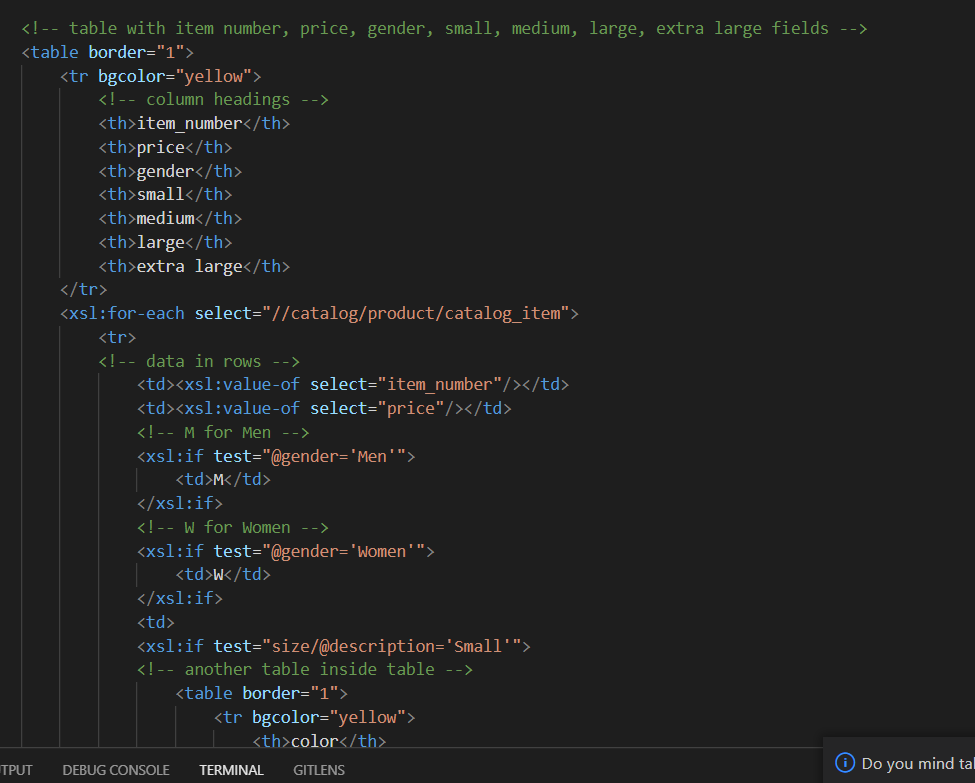 <!-- table with item number, price, gender, small, medium, large, extra large fields -->
<table border="1">
<tr bgcolor="yellow">
<!-- column headings -->
<th>item_number</th>
<th>price</th>
<th>gender</th>
<th>small</th>
<th>medium</th>
<th>large</th>
<th>extra large</th>
</tr>
<xsl:for-each select="//catalog/product/catalog_item">
<tr>
<!-- data in rows -->
<td><xsl:value-of select="item_number"/></td>
<td><xsl:value-of select="price"/></td>
<!-- M for Men -->
<xsl:if test="@gender='Men'">
<td>M</td>
</xsl:if>
<!-- W for Women -->
<xsl:if test="@gender='Women'">
<td>W</td>
</xsl:if>
<td>
<xsl:if test="size/@description='Small'">
<!-- another table inside table -->
<table border="1">
<tr bgcolor="yellow">
<th>color</th>
TPUT DEBUG CONSOLE TERMINAL GITLENS
Do you mind ta